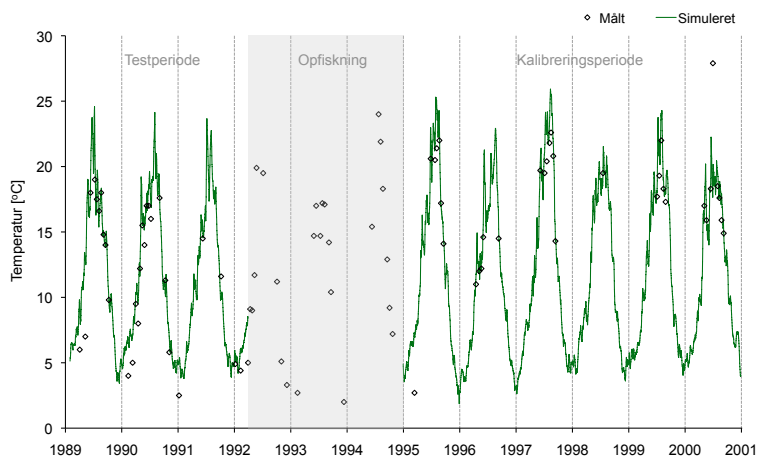 Målt Simuleret
30
Testperiode Opfiskning Kalibreringsperiode
25
20
15
10
5
0
Temperatur [ºC]
1989 1990 1991 1992 1993 1994 1995 1996 1997 1998 1999 2000 2001